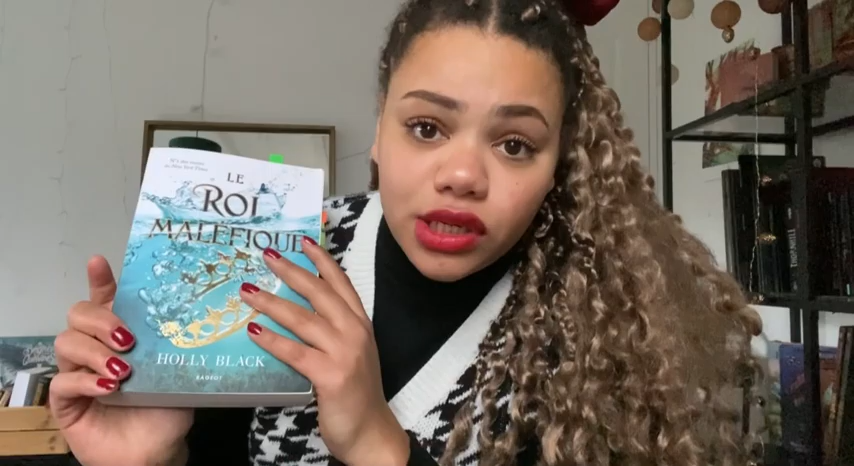 LE
ROI
MALÉFIQUE
HOLLY BLACK
RAGEOT